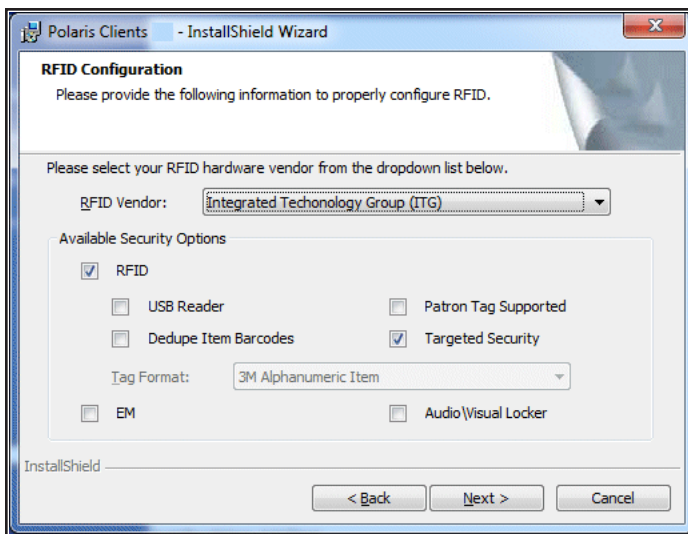 Polaris Clients - InstallShield Wizard
RFID Configuration
Please provide the following information to properly configure RFID.
Please select your RFID hardware vendor from the dropdown list below.
RFID Vendor: Integrated Techonology Group (ITG)
Available Security Options
RFID
USB Reader Patron Tag Supported
Dedupe Item Barcodes Targeted Security
Tag Format: 3M Alphanumeric Item
EM Audio\Visual Locker
InstallShield
< Back Next > Cancel